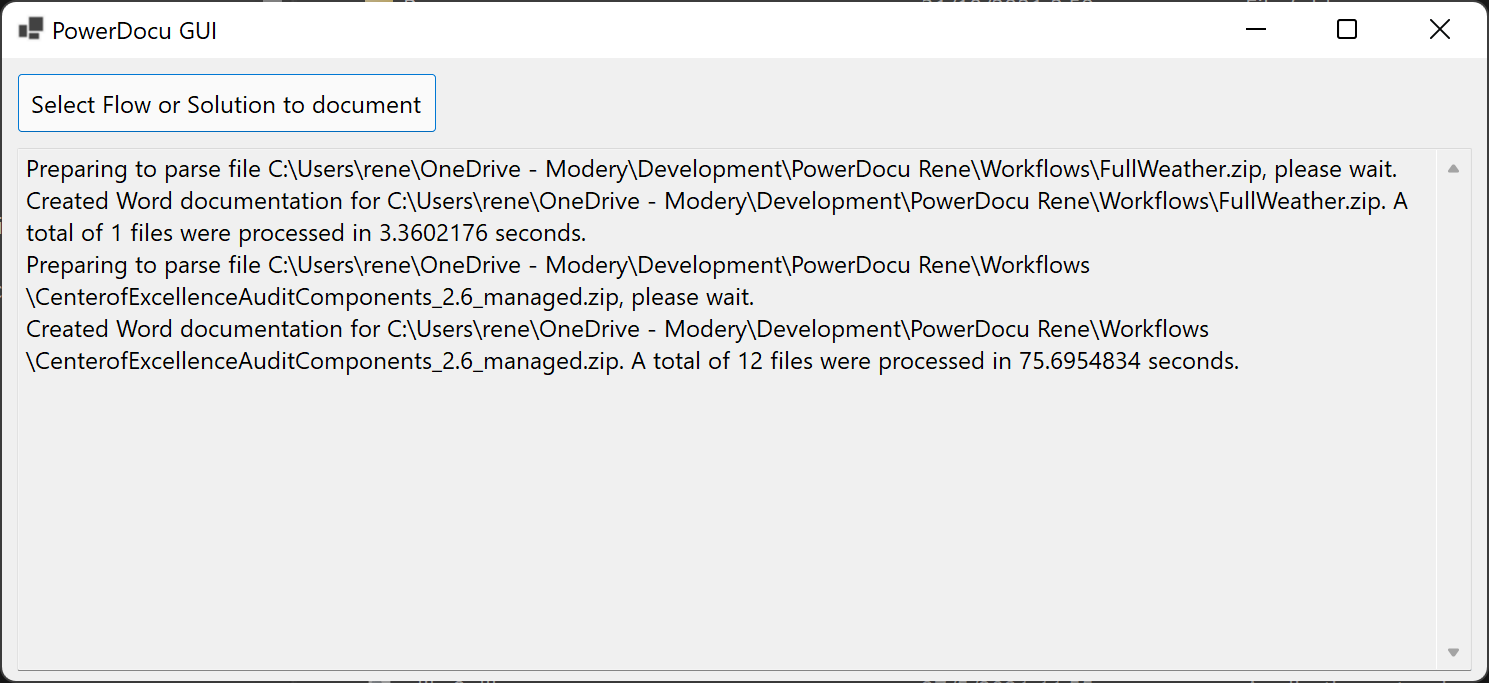 PowerDocu GUI
Select Flow or Solution to document
Preparing to parse file C:\Users\rene\OneDrive - Modery\Development\PowerDocu Rene\Workflows\FullWeather.zip, please wait.
Created Word documentation for C:\Users\rene\OneDrive - Modery\Development\PowerDocu Rene\Workflows\FullWeather.zip. A
total of 1 files were processed in 3.3602176 seconds.
Preparing to parse file C:\Users\rene\OneDrive - Modery\Development\PowerDocu Rene\Workflows
\CenterofExcellenceAuditComponents_2.6_managed.zip, please wait.
Created Word documentation for C:\Users\rene\OneDrive - Modery\Development\PowerDocu Rene\Workflows
\CenterofExcellenceAuditComponents_2.6_managed.zip. A total of 12 files were processed in 75.6954834 seconds.